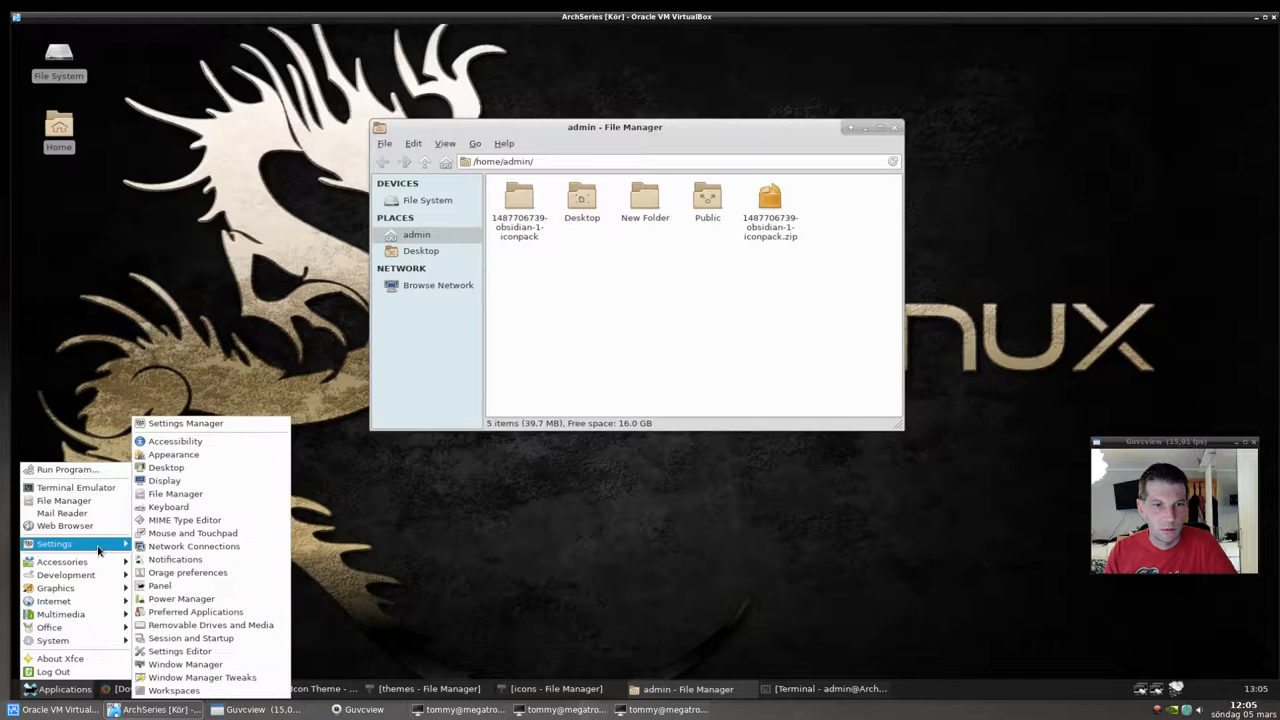 ArchSeries [Kör] - Oracle VM VirtualBox
File System
Home
admin - File Manager
File Edit View Go Help
/home/admin/
DEVICES
File System
PLACES
admin
Desktop
NETWORK
Browse Network
1487706739-
obsidian-1-
iconpack
Desktop
New Folder
Public
1487706739-
obsidian-1-
iconpack.zip
5 items (39.7 MB), Free space: 16.0 GB
nux
Guvcview (15,01 fps)
Run Program...
Terminal Emulator
File Manager
Mail Reader
Web Browser
Settings
Accessories
Development
Graphics
Internet
Multimedia
Office
System
About Xfce
Log Out
Settings Manager
Accessibility
Appearance
Desktop
Display
File Manager
Keyboard
MIME Type Editor
Mouse and Touchpad
Network Connections
Notifications
Orage preferences
Panel
Power Manager
Preferred Applications
Removable Drives and Media
Session and Startup
Settings Editor
Window Manager
Window Manager Tweaks
Workspaces
Applications
Icon Theme - ...
[themes - File Manager]
[icons - File Manager]
admin - File Manager
[Terminal - admin@Arch...
13:05
Oracle VM Virtual...
ArchSeries [Kör] -...
Guvcview (15,0...
Guvcview
tommy@megatro...
tommy@megatro...
tommy@megatro...
12:05
söndag 05 mars